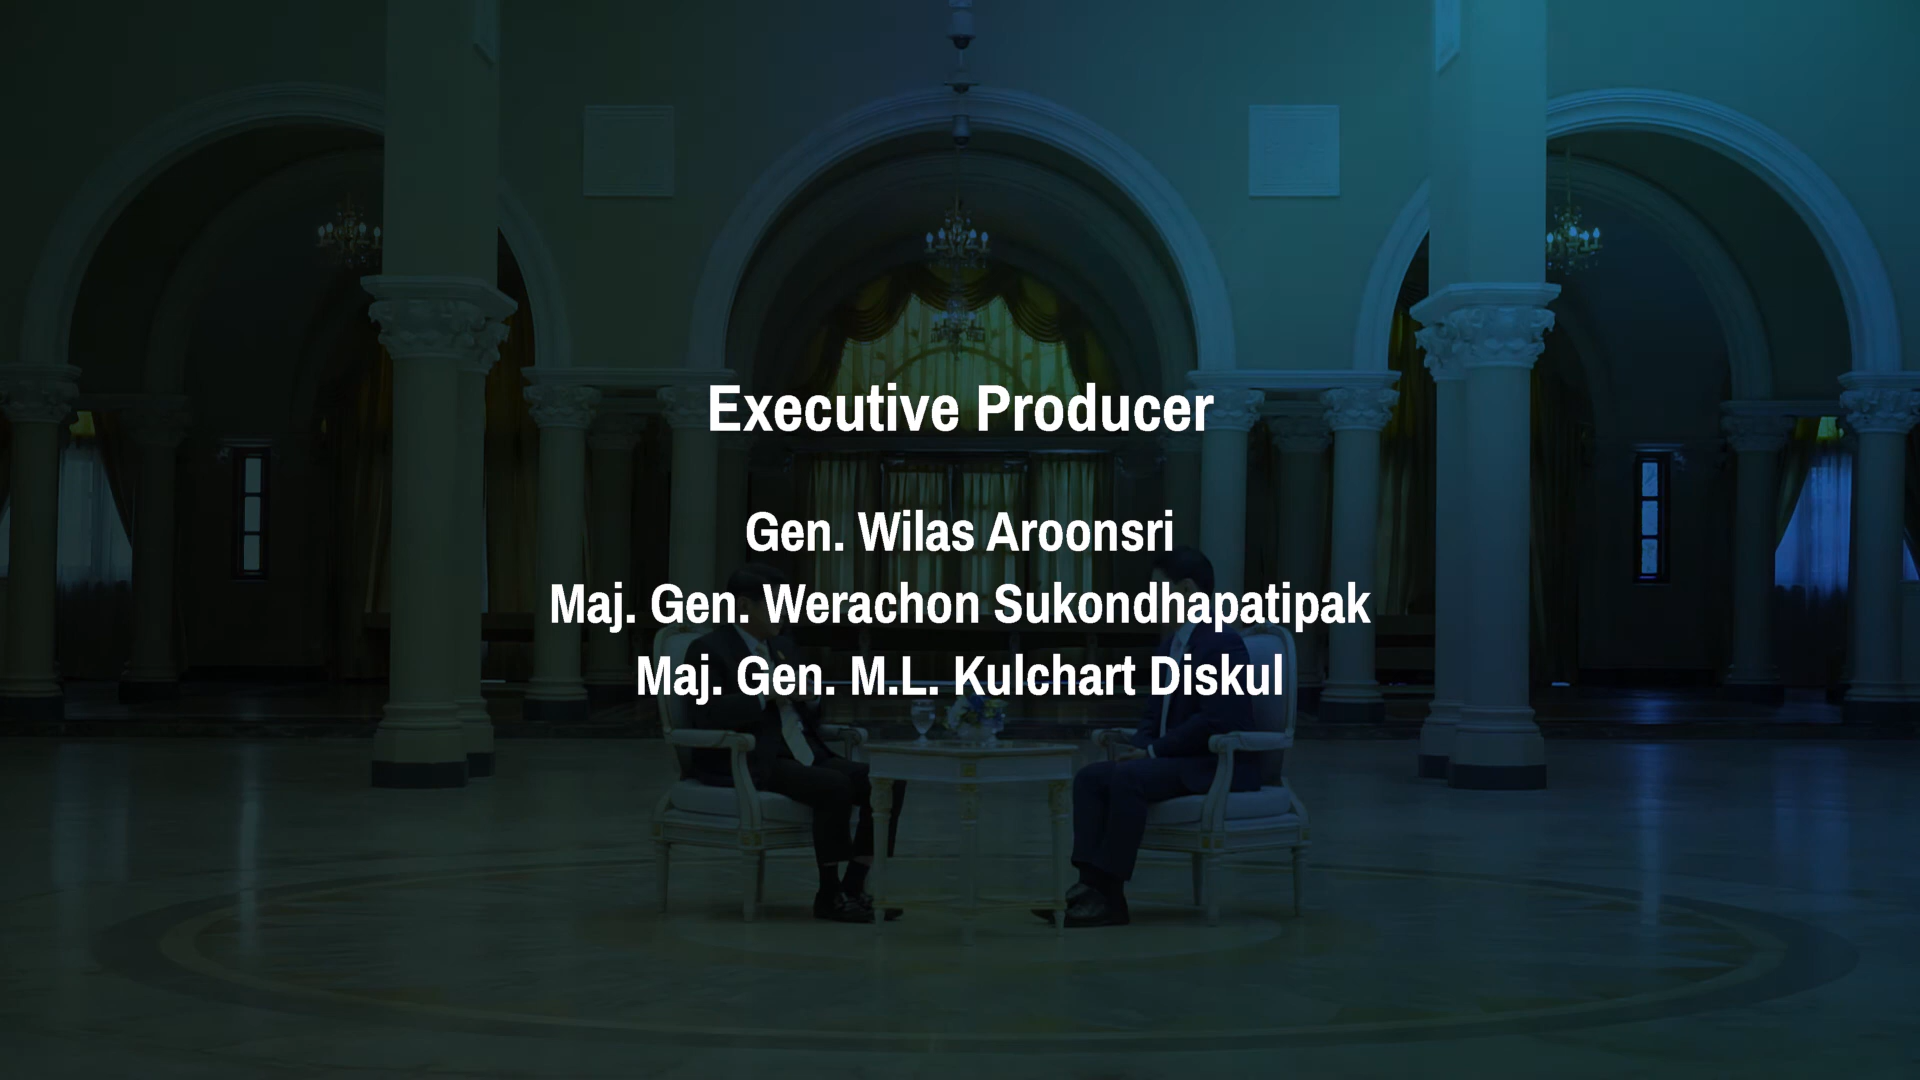 Executive Producer
Gen. Wilas Aroonsri
Maj. Gen. Werachon Sukondhapatipak
Maj. Gen. M.L. Kulchart Diskul